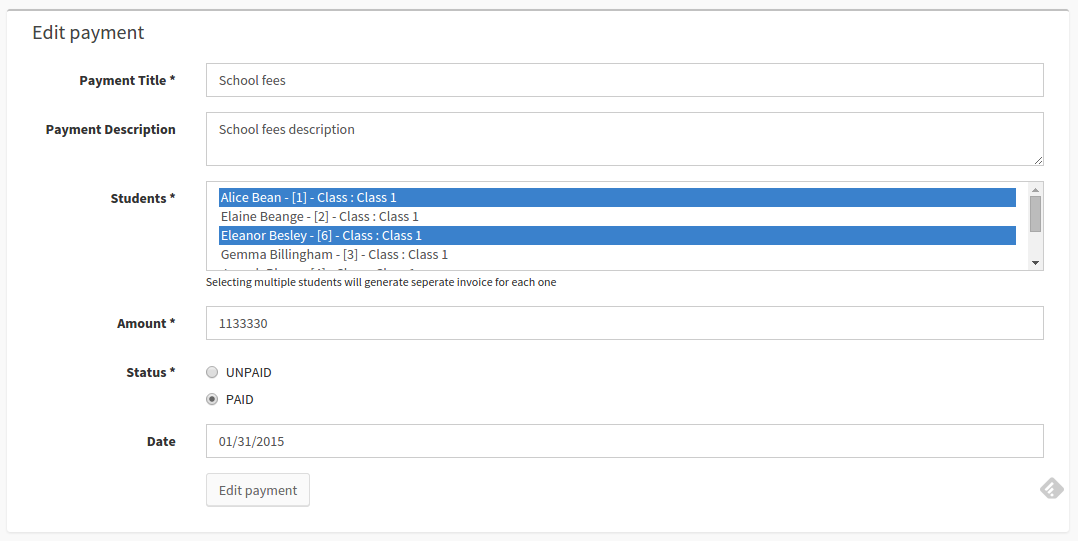 Edit payment
Payment Title *
School fees
Payment Description
School fees description
Students *
Alice Bean - [1] - Class : Class 1
Elaine Beange - [2] - Class : Class 1
Eleanor Besley - [6] - Class : Class 1
Gemma Billingham - [3] - Class : Class 1
Selecting multiple students will generate seperate invoice for each one
Amount *
1133330
Status *
UNPAID
PAID
Date
01/31/2015
Edit payment